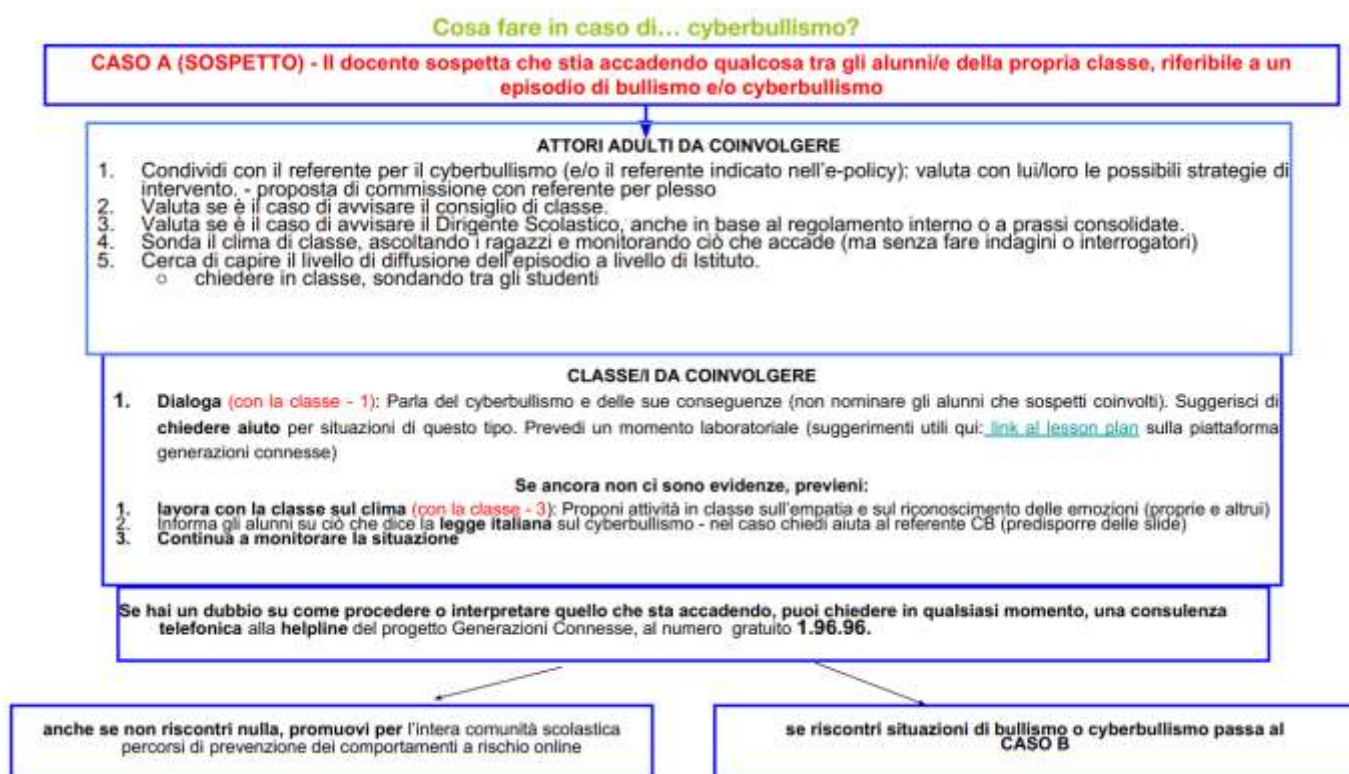 Cosa fare in caso di... cyberbullismo?
CASO A (SOSPETTO) - Il docente sospetta che stia accadendo qualcosa tra gli alunni/e della propria classe, riferibile a un
episodio di bullismo e/o cyberbullismo
ATTORI ADULTI DA COINVOLGERE
1. Condividi con il referente per il cyberbullismo (e/o il referente indicato nell'e-policy): valuta con lui/loro le possibili strategie di
intervento. - proposta di commissione con referente per plesso
2. Valuta se è il caso di avvisare il consiglio di classe.
3. Valuta se è il caso di avvisare il Dirigente Scolastico, anche in base al regolamento interno o a prassi consolidate.
4. Sonda il clima di classe, ascoltando i ragazzi e monitorando ciò che accade (ma senza fare indagini o interrogatori)
5. Cerca di capire il livello di diffusione dell'episodio a livello di Istituto.
○ chiedere in classe, sondando tra gli studenti
CLASSE/I DA COINVOLGERE
1. Dialoga (con la classe - 1): Parla del cyberbullismo e delle sue conseguenze (non nominare gli alunni che sospetti coinvolti). Suggerisci di
chiedere aiuto per situazioni di questo tipo. Prevedi un momento laboratoriale (suggerimenti utili qui: link al lesson plan sulla piattaforma
generazioni connesse)
Se ancora non ci sono evidenze, previeni:
1. lavora con la classe sul clima (con la classe - 3): Proponi attività in classe sull'empatia e sul riconoscimento delle emozioni (proprie e altrui)
2. Informa gli alunni su ciò che dice la legge italiana sul cyberbullismo - nel caso chiedi aiuta al referente CB (predisporre delle slide)
3. Continua a monitorare la situazione
Se hai un dubbio su come procedere o interpretare quello che sta accadendo, puoi chiedere in qualsiasi momento, una consulenza
telefonica alla helpline del progetto Generazioni Connesse, al numero gratuito 1.96.96.
anche se non riscontri nulla, promuovi per l'intera comunità scolastica
percorsi di prevenzione dei comportamenti a rischio online
se riscontri situazioni di bullismo o cyberbullismo passa al
CASO B